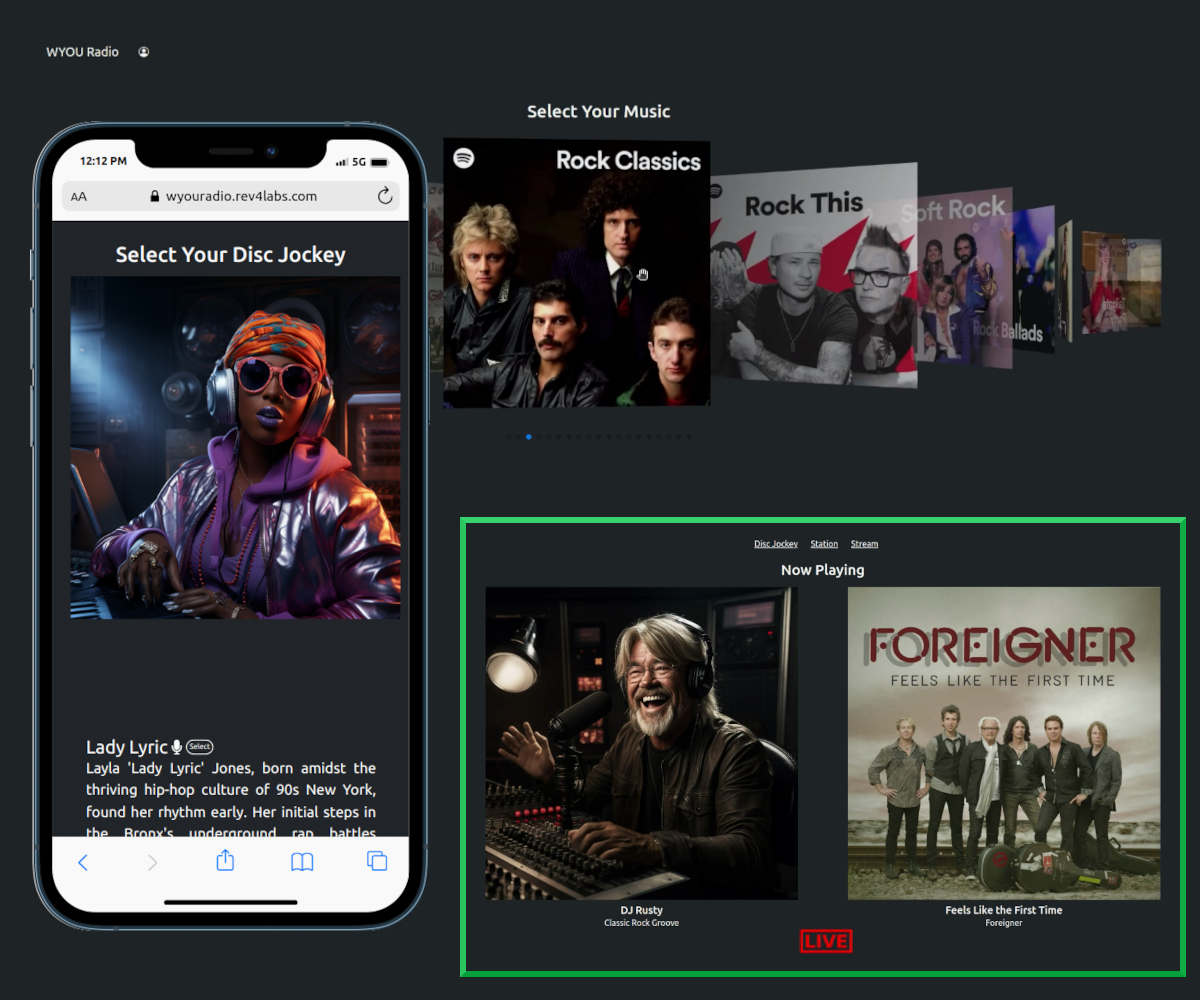 WYOU Radio
Select Your Music
12:12 PM
5G
AA
wyouradio.rev4labs.com
Select Your Disc Jockey
Lady Lyric
Select
Layla 'Lady Lyric' Jones, born amidst the
thriving hip-hop culture of 90s New York,
found her rhythm early. Her initial steps in
the Bronx's underground rap battles
Rock Classics
Rock This
Soft Rock
Rock Ballads
Disc Jockey Station Stream
Now Playing
FOREIGNER
FEELS LIKE THE FIRST TIME
DJ Rusty
Classic Rock Groove
Feels Like the First Time
Foreigner
LIVE